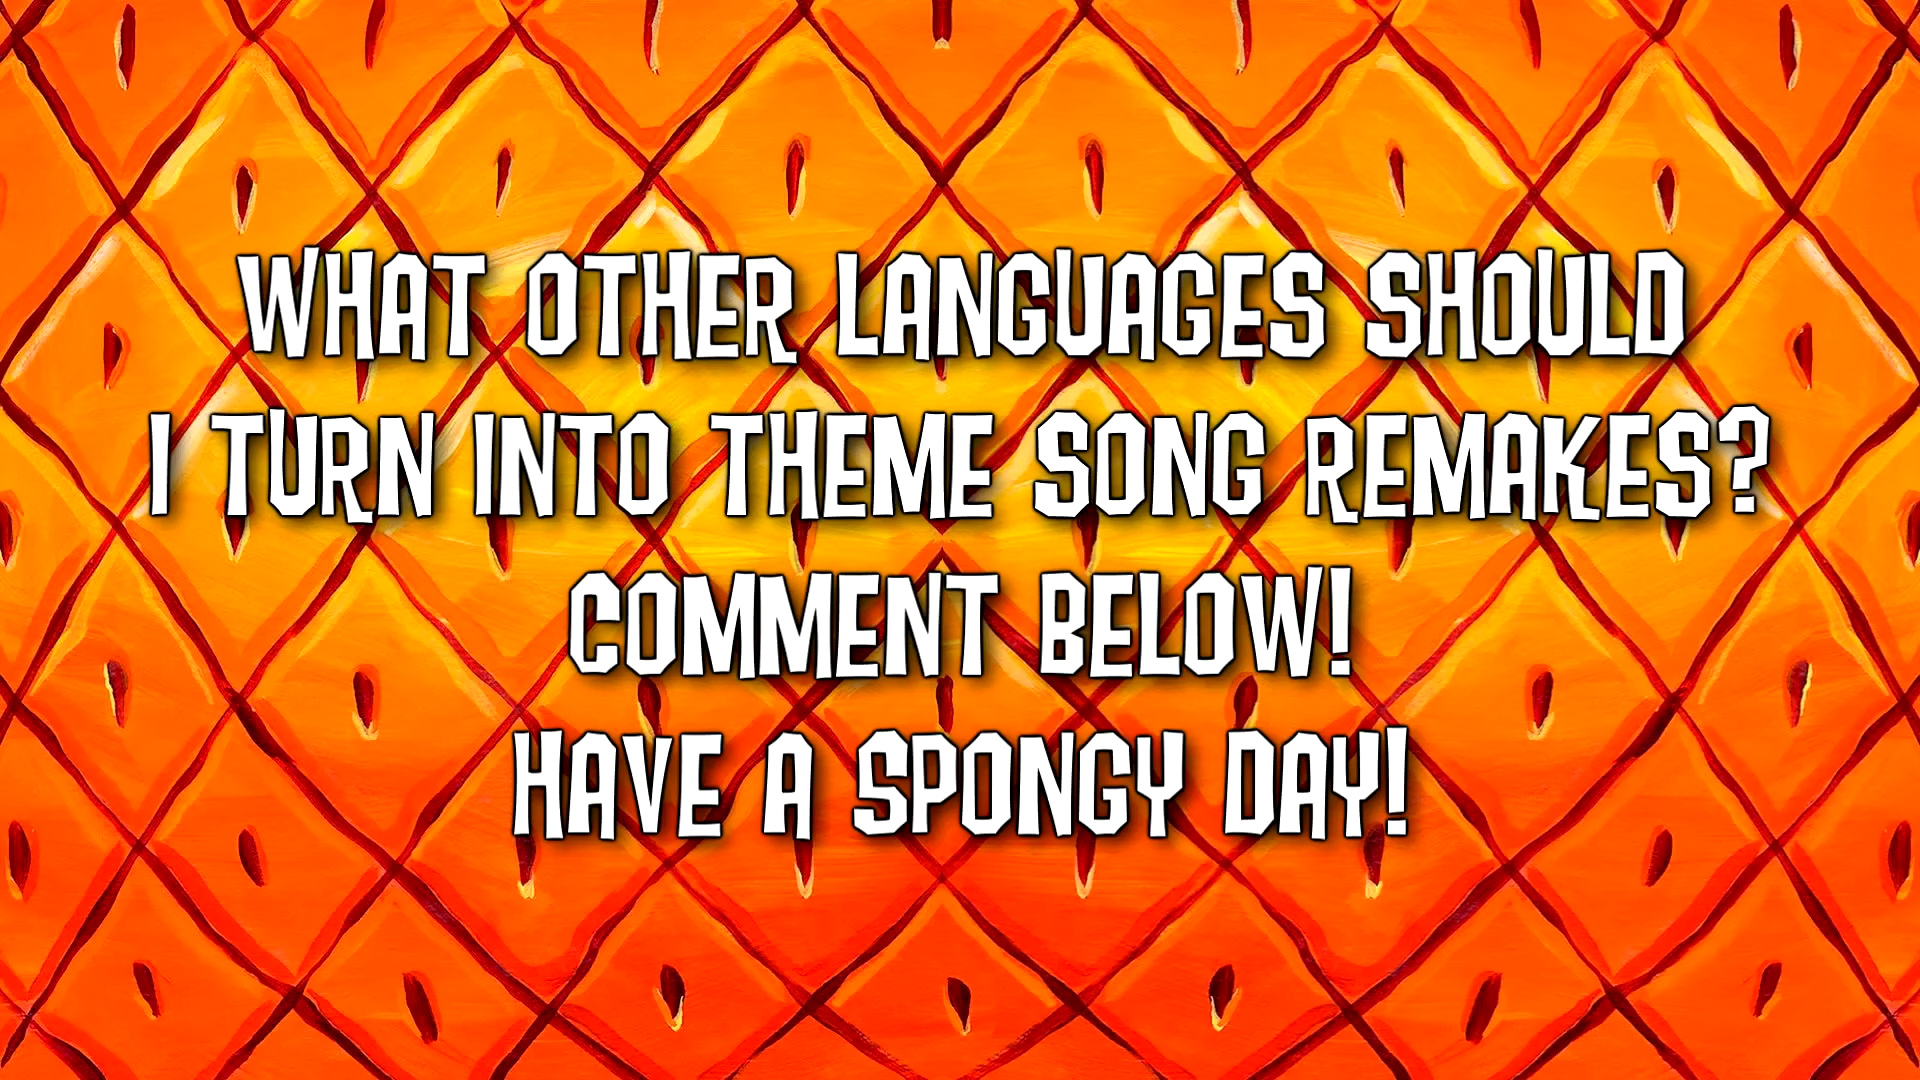 WHAT OTHER LANGUAGES SHOULD
I TURN INTO THEME SONG REMAKES?
COMMENT BELOW!
HAVE A SPONGY DAY!